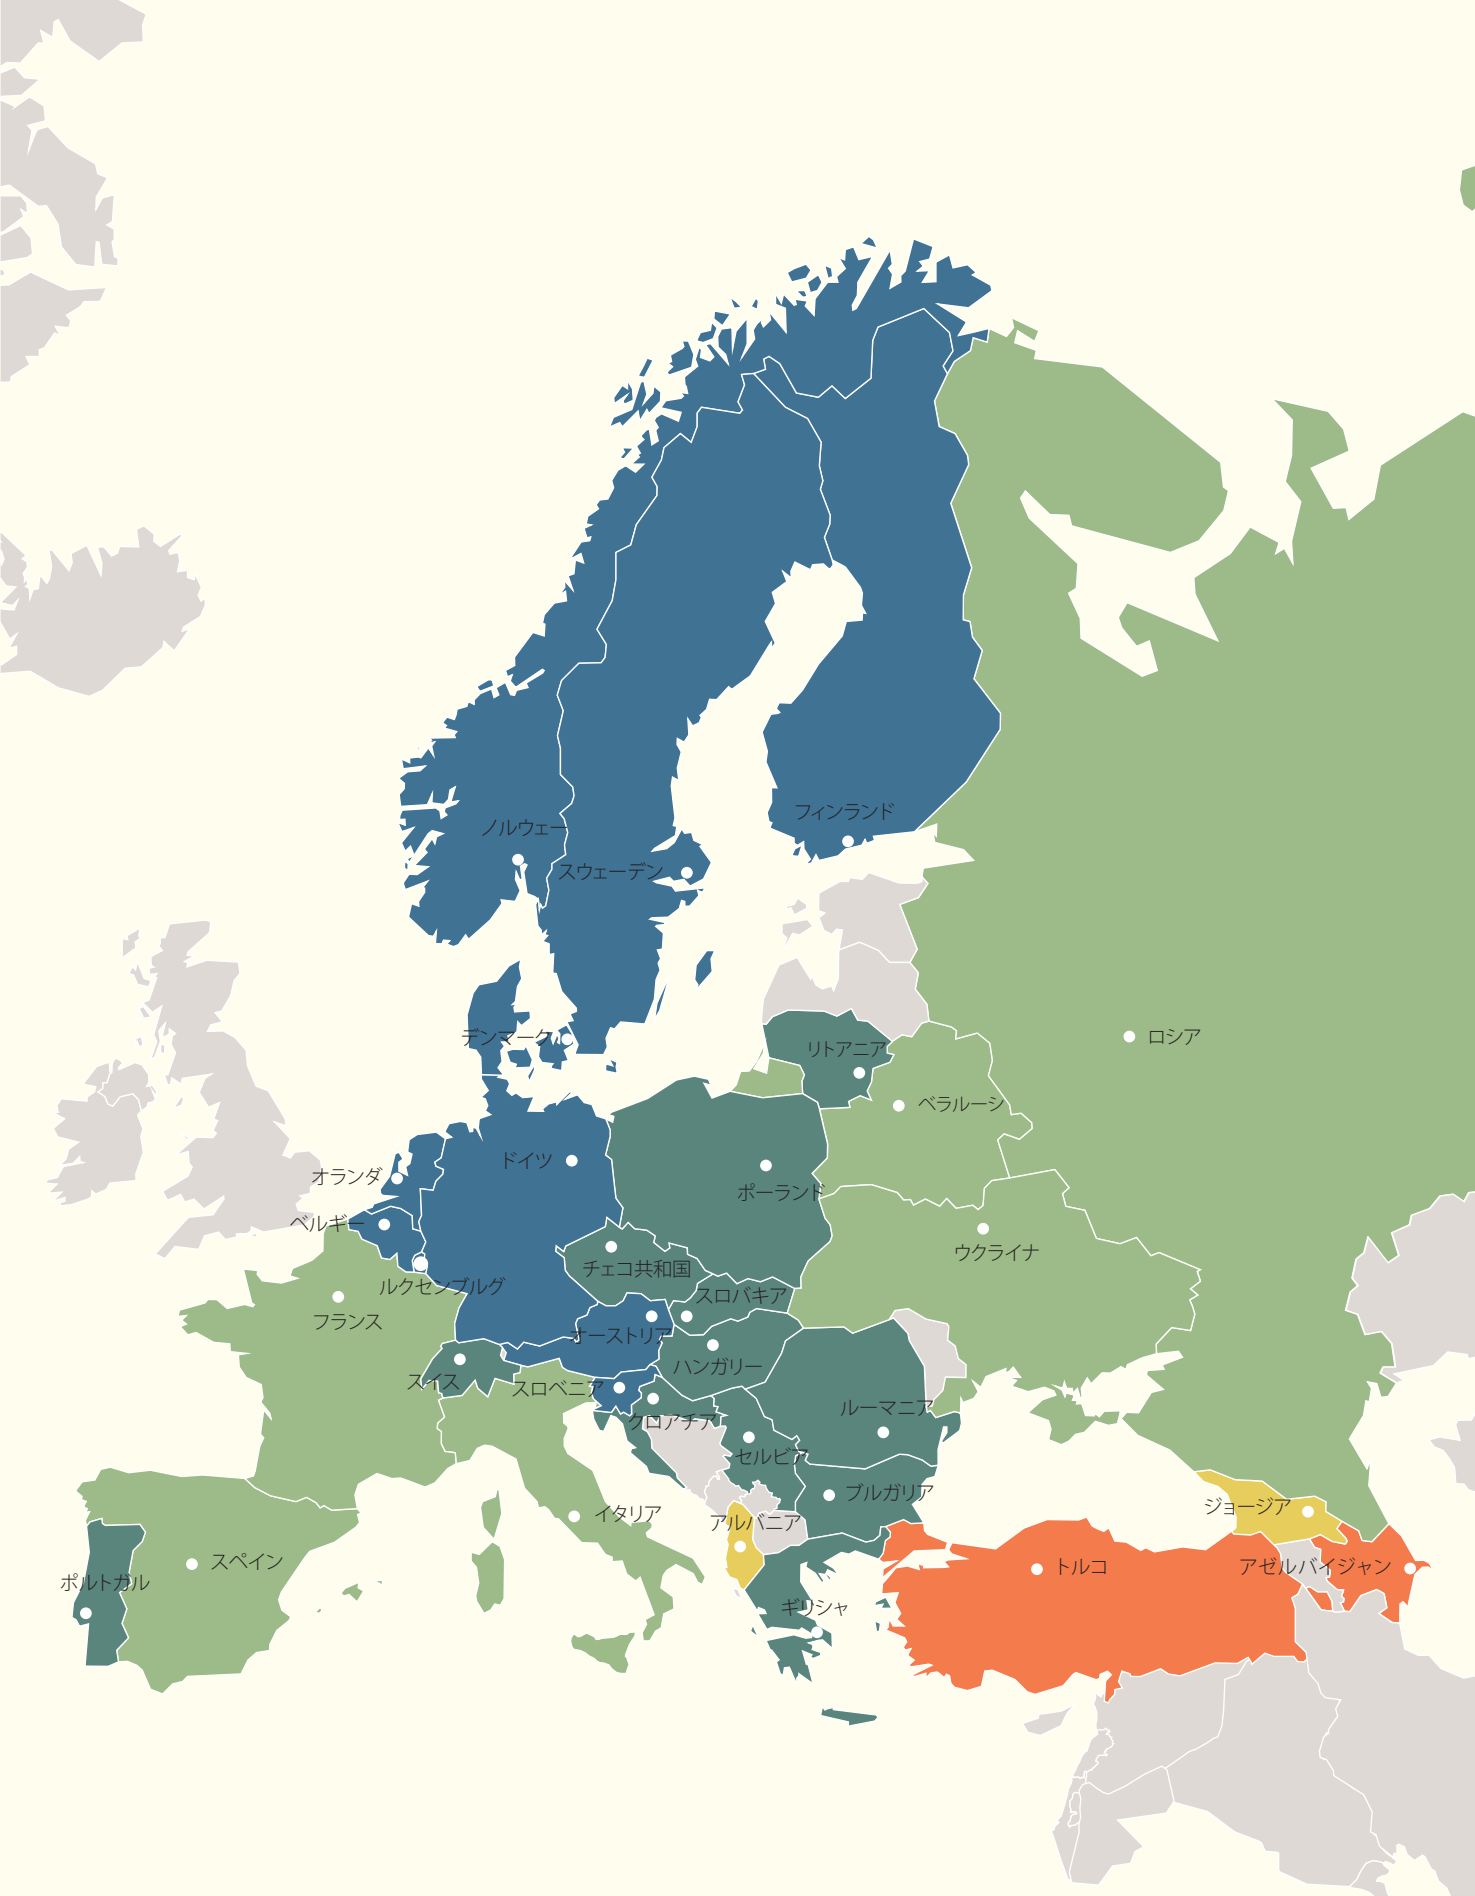 フィンランド
ノルウェー
スウェーデン
デンマーク
ロシア
リトアニア
ベラルーシ
ドイツ
オランダ
ポーランド
ベルギー
ウクライナ
チェコ共和国
ルクセンブルグ
スロバキア
フランス
オーストリア
ハンガリー
スイス
スロベニア
ルーマニア
クロアチア
セルビア
ブルガリア
ジョージア
イタリア
アルバニア
スペイン
トルコ
アゼルバイジャン
ポルトガル
ギリシャ